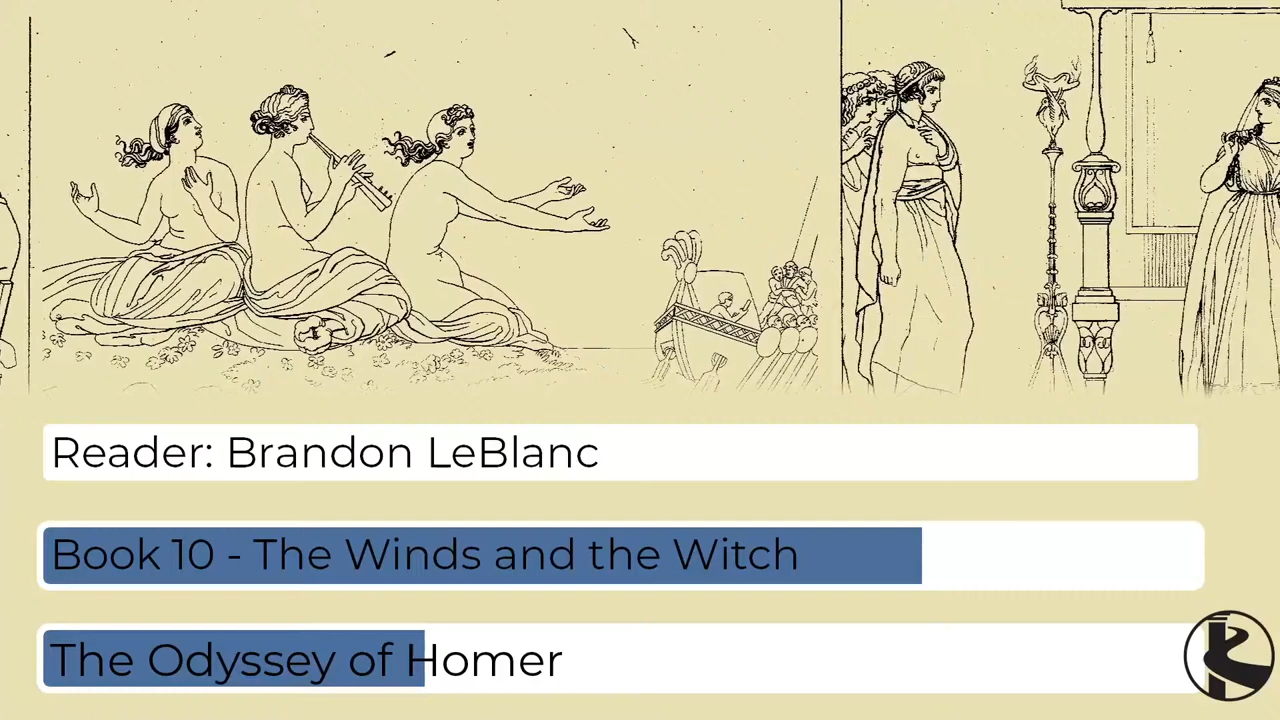 Reader: Brandon LeBlanc
Book 10 - The Winds and the Witch
The Odyssey of Homer